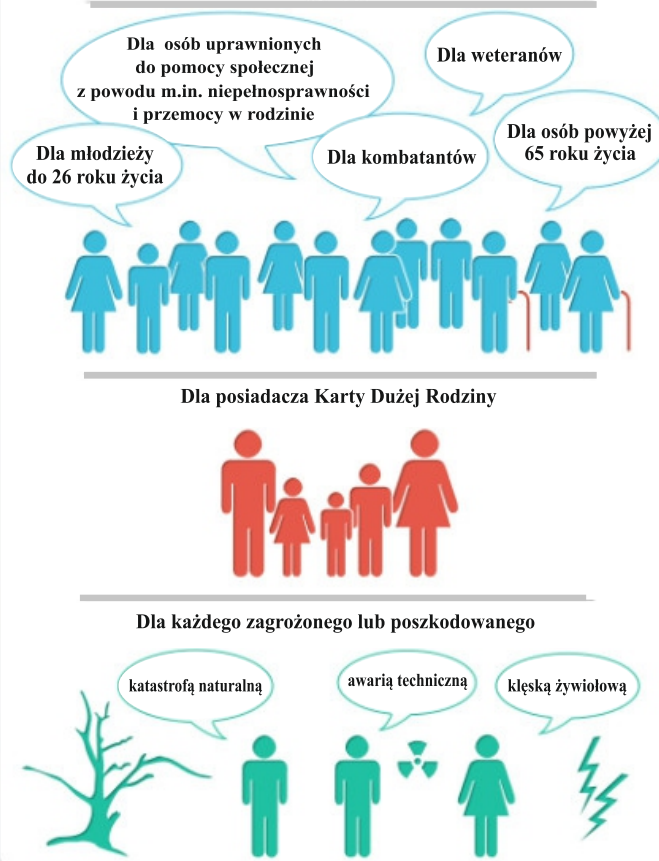 Dla osób uprawnionych
do pomocy społecznej
z powodu m.in. niepełnosprawności
i przemocy w rodzinie
Dla weteranów
Dla młodzieży
do 26 roku życia
Dla kombatantów
Dla osób powyżej
65 roku życia
Dla posiadacza Karty Dużej Rodziny
Dla każdego zagrożonego lub poszkodowanego
katastrofą naturalną
awarią techniczną
klęską żywiołową